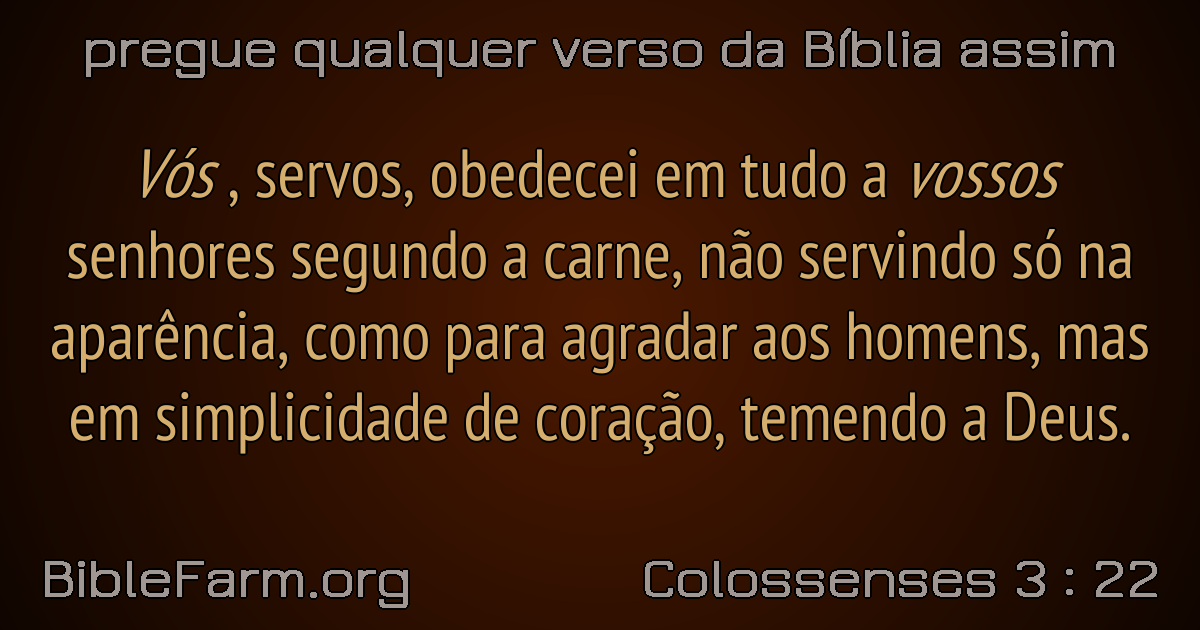 pregue qualquer verso da Bíblia assim
Vós , servos, obedecei em tudo a vossos
senhores segundo a carne, não servindo só na
aparência, como para agradar aos homens, mas
em simplicidade de coração, temendo a Deus.
BibleFarm.org
Colossenses 3 : 22